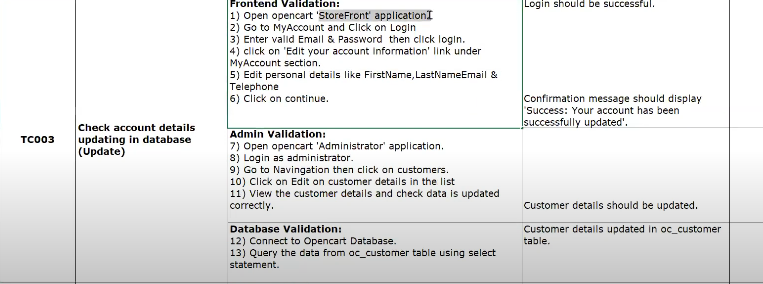 Frontend Validation:
1) Open opencart 'StoreFront' application.
2) Go to MyAccount and Click on Login
3) Enter valid Email & Password then click login.
4) click on 'Edit your account information' link under
MyAccount section.
5) Edit personal details like FirstName,LastNameEmail &
Telephone
6) Click on continue.
Login should be successful.
Confirmation message should display
'Success: Your account has been
successfully updated'.
TC003
Check account details
updating in database
(Update)
Admin Validation:
7) Open opencart 'Administrator' application.
8) Login as administrator.
9) Go to Navingation then click on customers.
10) Click on Edit on customer details in the list
11) View the customer details and check data is updated
correctly.
Customer details should be updated.
Database Validation:
12) Connect to Opencart Database.
13) Query the data from oc_customer table using select
statement.
Customer details updated in oc_customer
table.